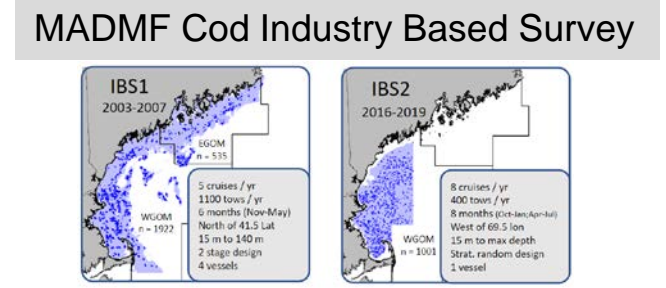 MADMF Cod Industry Based Survey
IBS1
2003-2007
EGOM
n = 535
WGOM
n = 1922
5 cruises / yr
1100 tows / yr
6 months (Nov-May)
North of 41.5 Lat
15 m to 140 m
2 stage design
4 vessels
IBS2
2016-2019
WGOM
n = 1001
8 cruises / yr
400 tows / yr
8 months (Oct-Jan;Apr-Jul)
West of 69.5 lon
15 m to max depth
Strat. random design
1 vessel